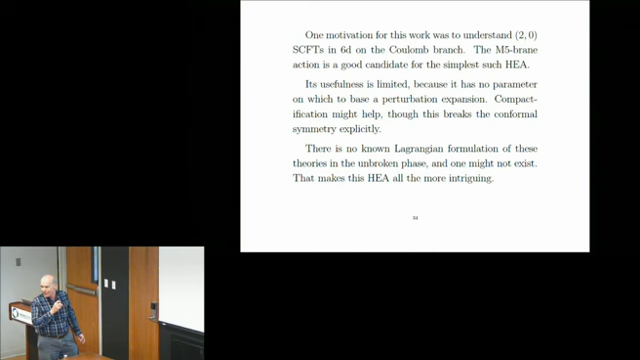 One motivation for this work was to understand (2, 0)
SCFTs in 6d on the Coulomb branch. The M5-brane
action is a good candidate for the simplest such HEA.
Its usefulness is limited, because it has no parameter
on which to base a perturbation expansion. Compact-
ification might help, though this breaks the conformal
symmetry explicitly.
There is no known Lagrangian formulation of these
theories in the unbroken phase, and one might not exist.
That makes this HEA all the more intriguing.